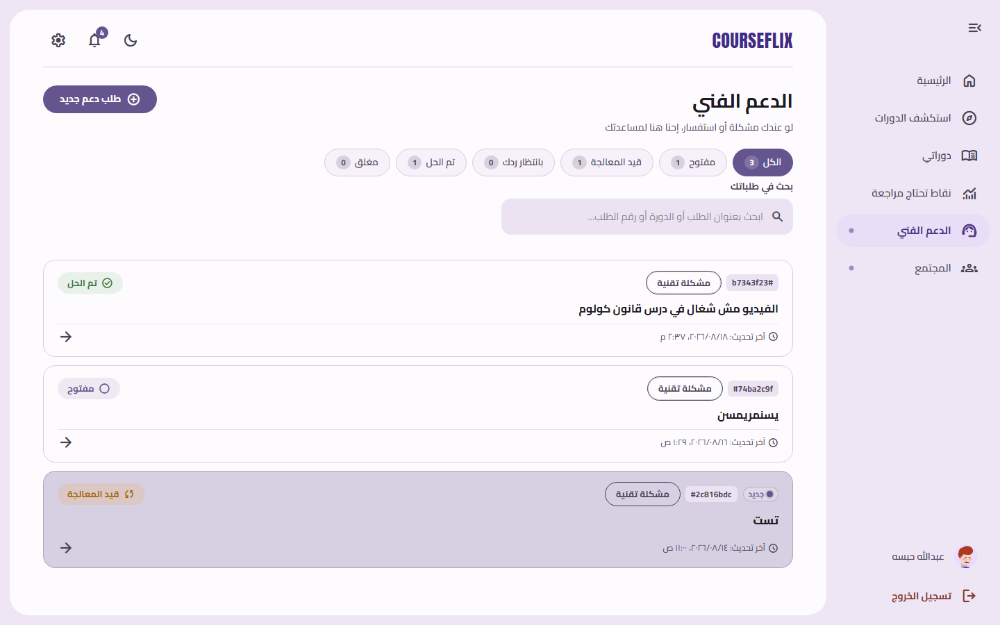 COURSEFLIX
4
الرئيسية
استكشف الدورات
دوراتي
نقاط تحتاج مراجعة
الدعم الفني
المجتمع
عبدالله حبسه
تسجيل الخروج
الدعم الفني
طلب دعم جديد
لو عندك مشكلة أو استفسار، إحنا هنا لمساعدتك
الكل 3
مفتوح 1
قيد المعالجة 1
بانتظار ردك 0
تم الحل 1
مغلق 0
بحث في طلباتك
ابحث بعنوان الطلب أو الدورة أو رقم الطلب...
b7343f23#
مشكلة تقنية
تم الحل
الفيديو مش شغال في درس قانون كولوم
آخر تحديث: ٢٠٢٦/٠٨/١٨، ٢:٣٧ م
#74ba2c9f
مشكلة تقنية
مفتوح
يسنمريمسن
آخر تحديث: ٢٠٢٦/٠٨/١٦، ١:٢٩ ص
جديد
#2c816bdc
مشكلة تقنية
قيد المعالجة
تست
آخر تحديث: ٢٠٢٦/٠٨/١٤، ١١:٠٠ ص